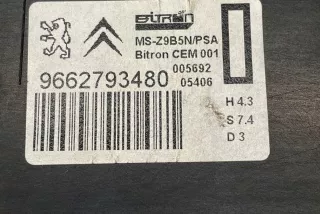 BITRON
MS-Z9B5N/PSA
Bitron CEM 001
005692
9662793480
05406
H 4.3
S 7.4
D 3